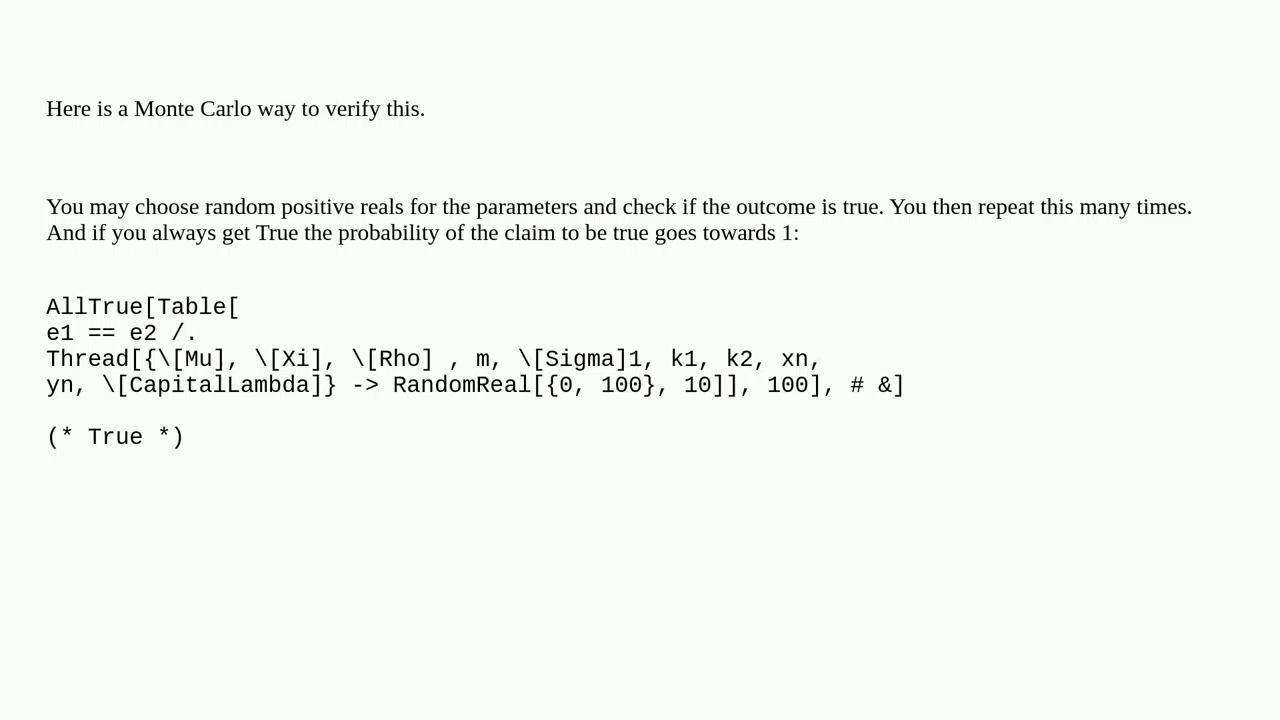 Here is a Monte Carlo way to verify this.
You may choose random positive reals for the parameters and check if the outcome is true. You then repeat this many times.
And if you always get True the probability of the claim to be true goes towards 1:
AllTrue[Table[
e1 == e2 /.
Thread[{\[Mu], \[Xi], \[Rho] , m, \[Sigma]1, k1, k2, xn,
yn, \[CapitalLambda]} -> RandomReal[{0, 100}, 10]], 100], # &]
(* True *)